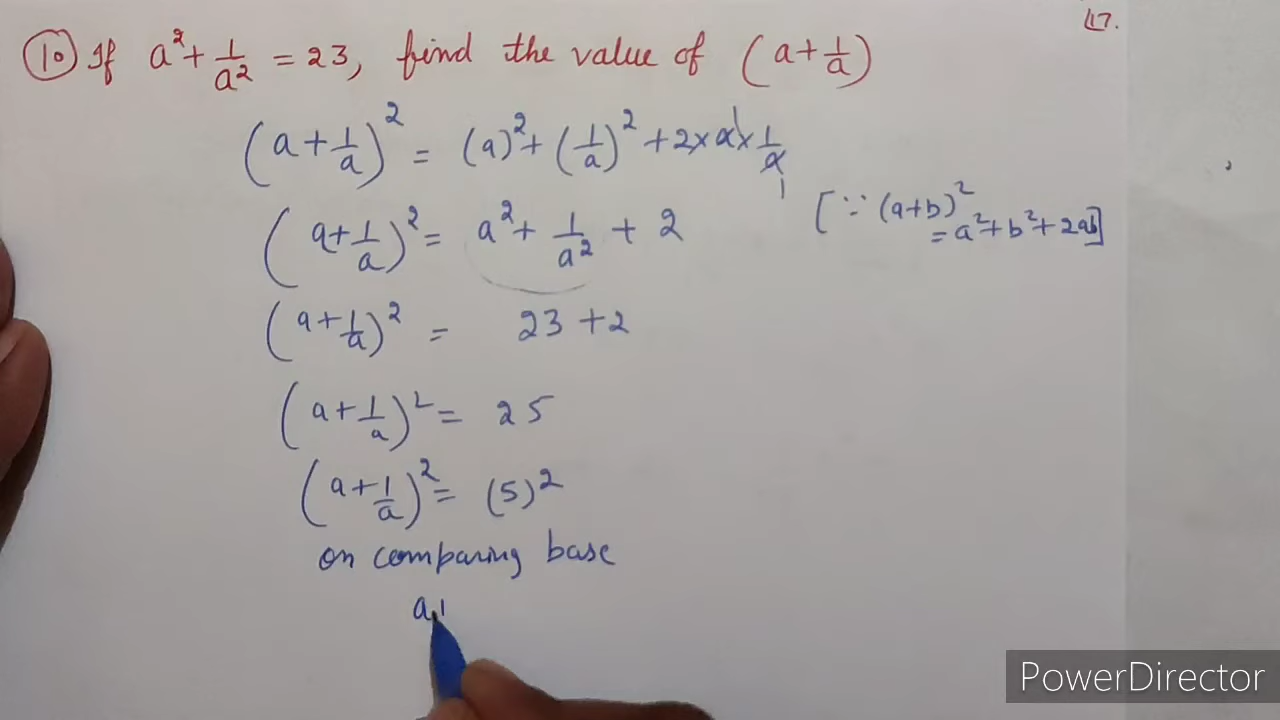 17.
(10) If a² + 1/a² = 23, find the value of (a + 1/a)
(a + 1/a)² = (a)² + (1/a)² + 2 × a × 1/a
1
1
[∵ (a+b)²
= a² + b² + 2ab]
(a + 1/a)² = a² + 1/a² + 2
(a + 1/a)² = 23 + 2
(a + 1/a)² = 25
(a + 1/a)² = (5)²
on comparing base
a
PowerDirector